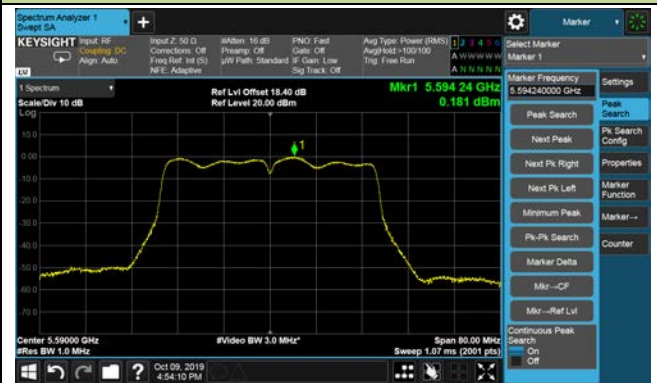 Spectrum Analyzer 1
Swept SA
Marker
KEYSIGHT
Input: RF
Coupling: DC
Align: Auto
Input Z: 50 Ω
Corrections: Off
Freq Ref: Int (S)
NFE: Adaptive
#Atten: 16 dB
Preamp: Off
µW Path: Standard
PNO: Fast
Gate: Off
IF Gain: Low
Sig Track: Off
Avg Type: Power (RMS)
Avg|Hold:>100/100
Trig: Free Run
1 2 3 4 5 6
A W W W W W
A N N N N N
LXI
Select Marker
Marker 1
1 Spectrum
Scale/Div 10 dB
Log
Ref Lvl Offset 18.40 dB
Ref Level 20.00 dBm
Mkr1 5.594 24 GHz
0.181 dBm
Marker Frequency
5.594240000 GHz
Peak Search
Next Peak
Next Pk Right
Next Pk Left
Minimum Peak
Pk-Pk Search
Marker Delta
Mkr→CF
Mkr→Ref Lvl
Continuous Peak Search
On
Off
Settings
Peak Search
Pk Search Config
Properties
Marker Function
Marker→
Counter
10.0
0.00
-10.0
-20.0
-30.0
-40.0
-50.0
-60.0
-70.0
1
Center 5.59000 GHz
#Res BW 1.0 MHz
#Video BW 3.0 MHz*
Span 80.00 MHz
Sweep 1.07 ms (2001 pts)
Oct 09, 2019
4:54:10 PM